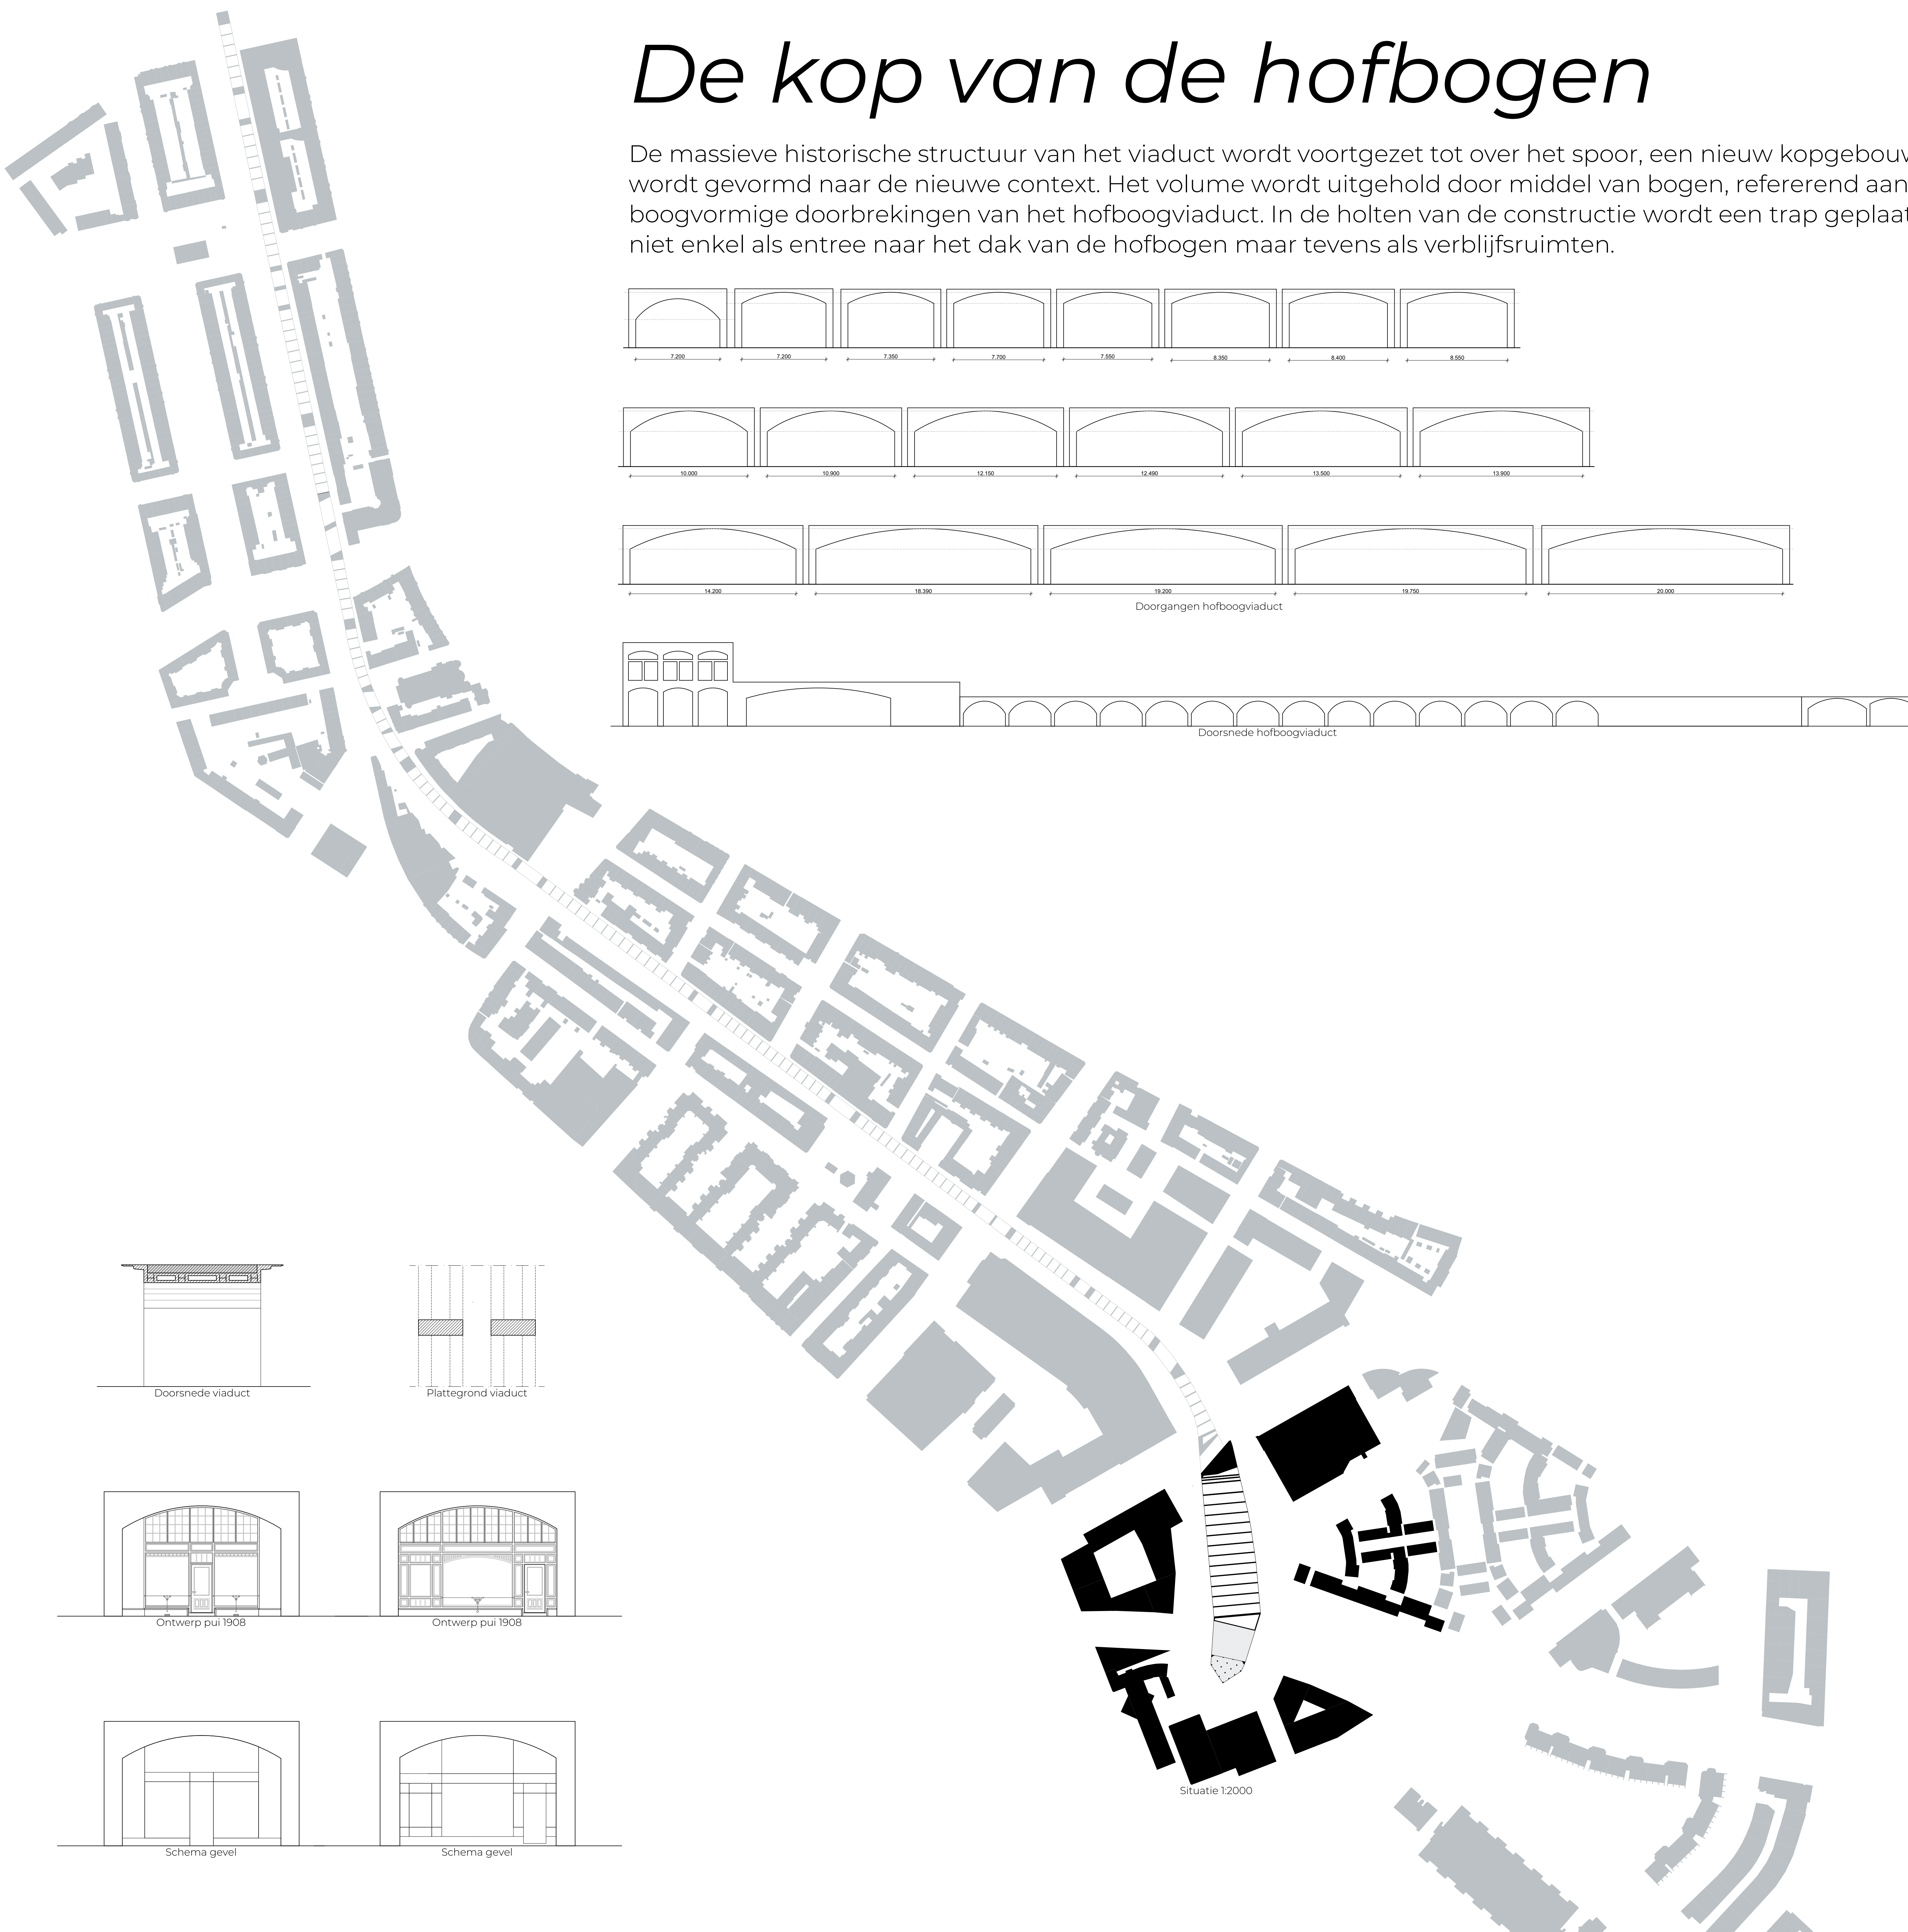 De kop van de hofbogen
De massieve historische structuur van het viaduct wordt voortgezet tot over het spoor, een nieuw kopgebouw
wordt gevormd naar de nieuwe context. Het volume wordt uitgehold door middel van bogen, refererend aan
boogvormige doorbrekingen van het hofboogviaduct. In de holten van de constructie wordt een trap geplaat
niet enkel als entree naar het dak van de hofbogen maar tevens als verblijfsruimten.
7.200 7.200 7.350 7.700 7.550 8.350 8.400 8.550
10.000 10.900 12.150 12.490 13.500 13.900
14.200 18.390 19.200 19.750 20.000
Doorgangen hofboogviaduct
Doorsnede hofboogviaduct
Doorsnede viaduct
Plattegrond viaduct
Ontwerp pui 1908
Ontwerp pui 1908
Situatie 1:2000
Schema gevel
Schema gevel